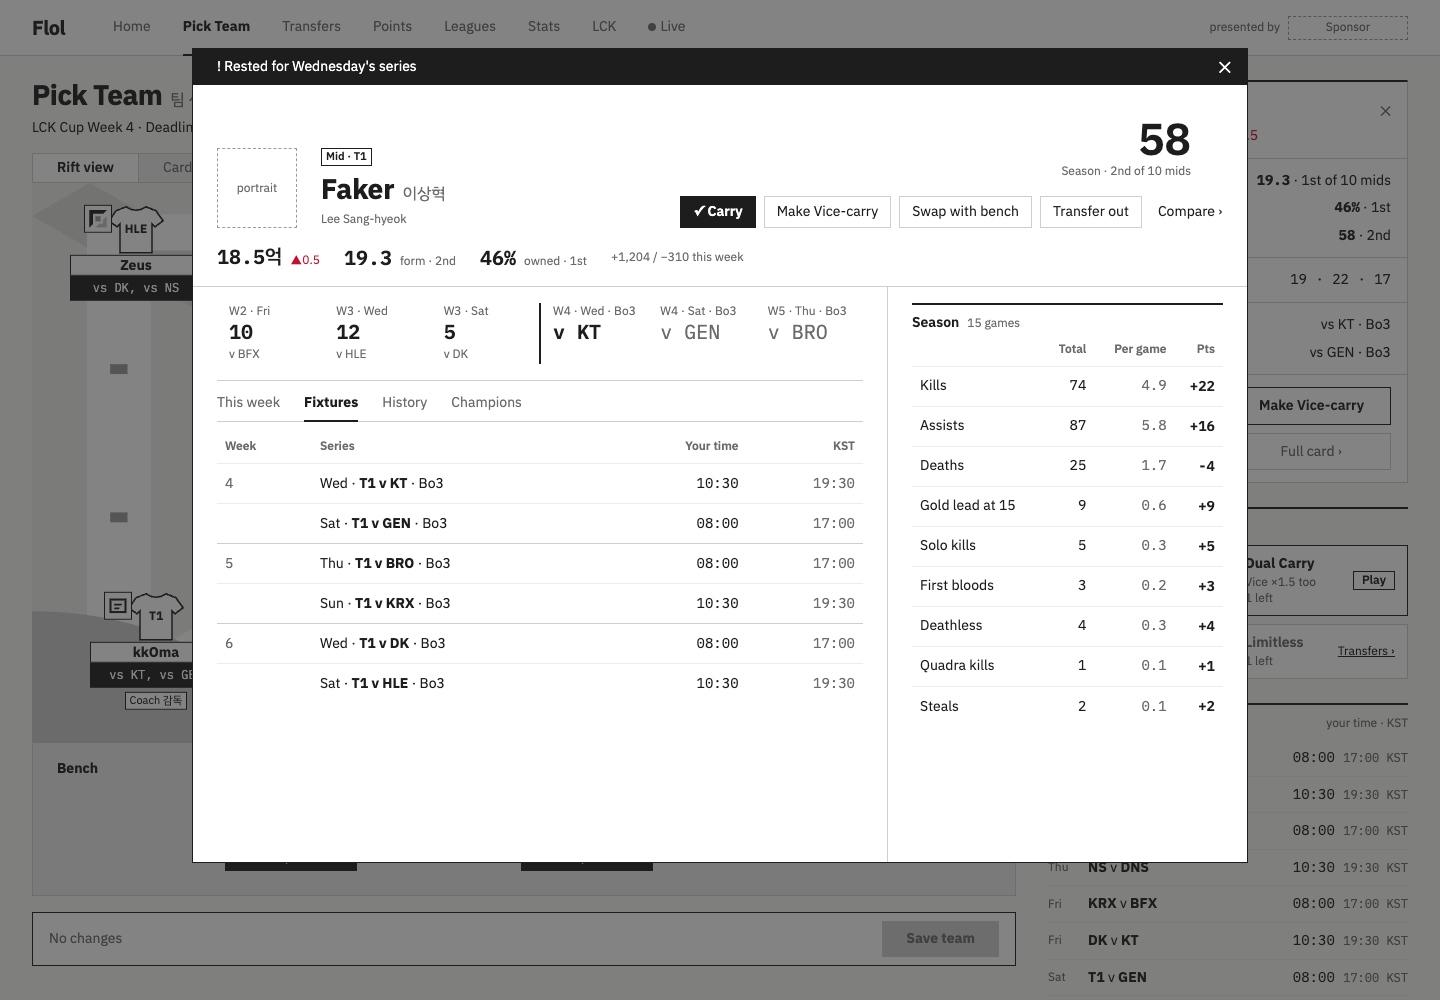 Flol Home Pick Team Transfers Points Leagues Stats LCK Live presented by Sponsor
Pick Team 팀
LCK Cup Week 4 · Deadlin
Rift view Card
HLE
Zeus
vs DK, vs NS
T1
kkOma
vs KT, vs GE
Coach 감독
Bench
No changes Save team
! Rested for Wednesday's series ×
portrait
Mid · T1
Faker 이상혁
Lee Sang-hyeok
58
Season · 2nd of 10 mids
✓ Carry Make Vice-carry Swap with bench Transfer out Compare ›
18.5억 ▲0.5 19.3 form · 2nd 46% owned · 1st +1,204 / −310 this week
W2 · Fri W3 · Wed W3 · Sat W4 · Wed · Bo3 W4 · Sat · Bo3 W5 · Thu · Bo3
10 12 5 v KT v GEN v BRO
v BFX v HLE v DK
This week Fixtures History Champions
Week Series Your time KST
4 Wed · T1 v KT · Bo3 10:30 19:30
Sat · T1 v GEN · Bo3 08:00 17:00
5 Thu · T1 v BRO · Bo3 08:00 17:00
Sun · T1 v KRX · Bo3 10:30 19:30
6 Wed · T1 v DK · Bo3 08:00 17:00
Sat · T1 v HLE · Bo3 10:30 19:30
Season 15 games
Total Per game Pts
Kills 74 4.9 +22
Assists 87 5.8 +16
Deaths 25 1.7 -4
Gold lead at 15 9 0.6 +9
Solo kills 5 0.3 +5
First bloods 3 0.2 +3
Deathless 4 0.3 +4
Quadra kills 1 0.1 +1
Steals 2 0.1 +2
×
.5
19.3 · 1st of 10 mids
46% · 1st
58 · 2nd
19 · 22 · 17
vs KT · Bo3
vs GEN · Bo3
Make Vice-carry
Full card ›
Dual Carry
Vice ×1.5 too
1 left
Play
Limitless
1 left
Transfers ›
your time · KST
08:00 17:00 KST
10:30 19:30 KST
08:00 17:00 KST
Thu NS v DNS 10:30 19:30 KST
Fri KRX v BFX 08:00 17:00 KST
Fri DK v KT 10:30 19:30 KST
Sat T1 v GEN 08:00 17:00 KST